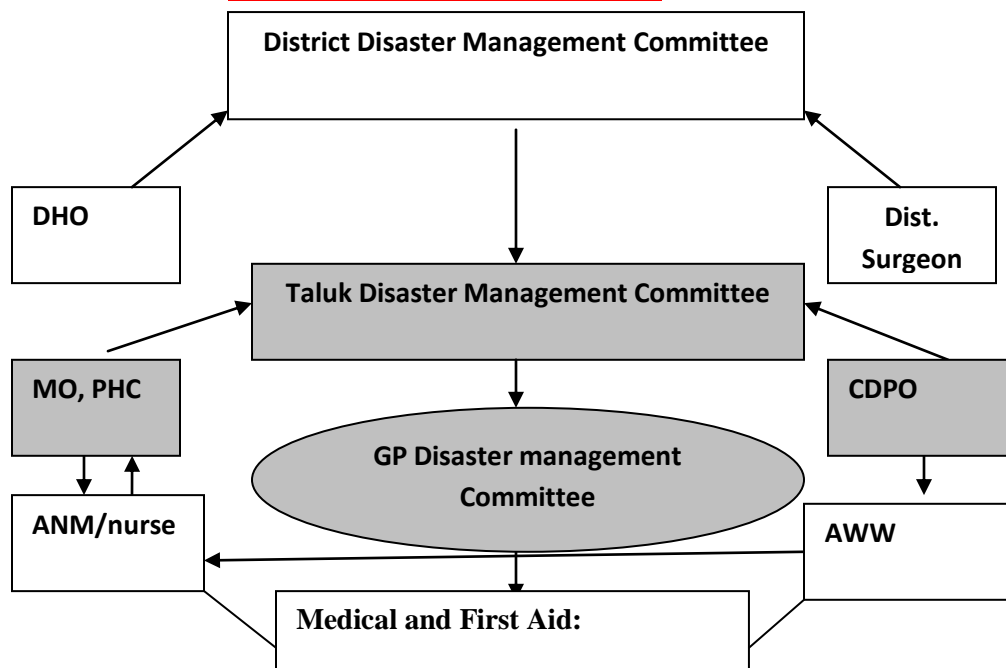 District Disaster Management Committee
DHO
Dist.
Surgeon
Taluk Disaster Management Committee
MO, PHC
CDPO
GP Disaster management
Committee
ANM/nurse
AWW
Medical and First Aid: